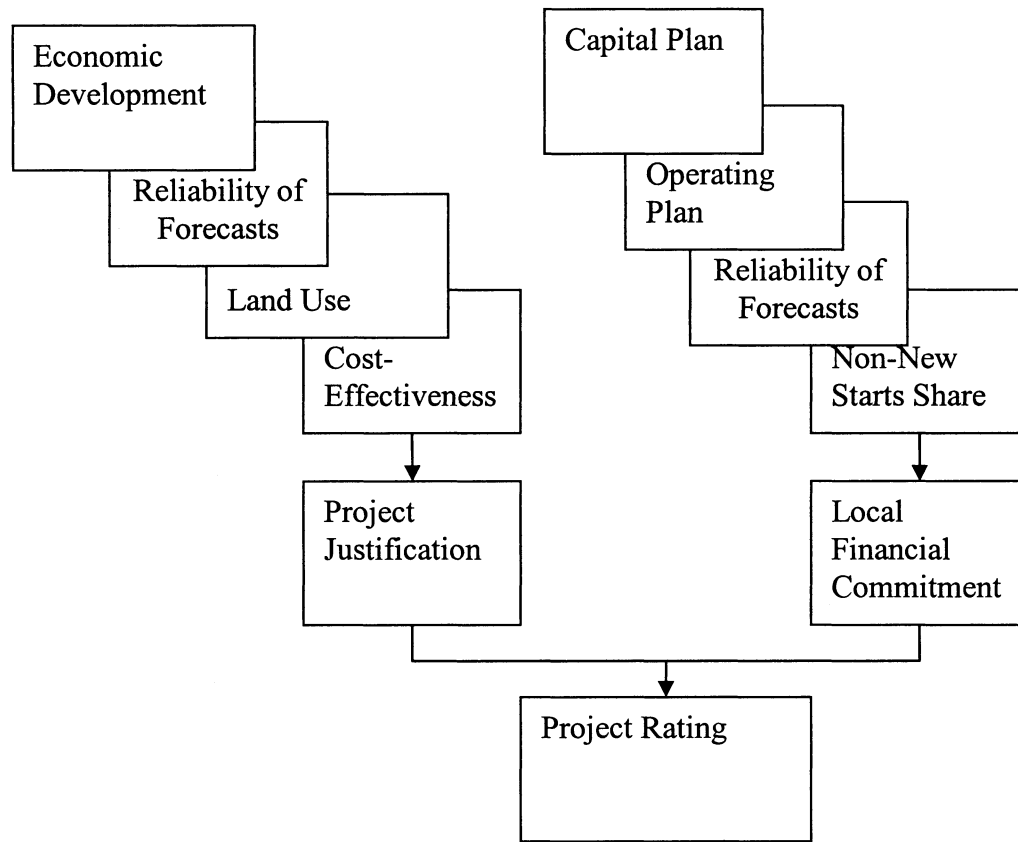 Economic
Development
Reliability of
Forecasts
Land Use
Cost-
Effectiveness
Capital Plan
Operating
Plan
Reliability of
Forecasts
Non-New
Starts Share
Project
Justification
Local
Financial
Commitment
Project Rating